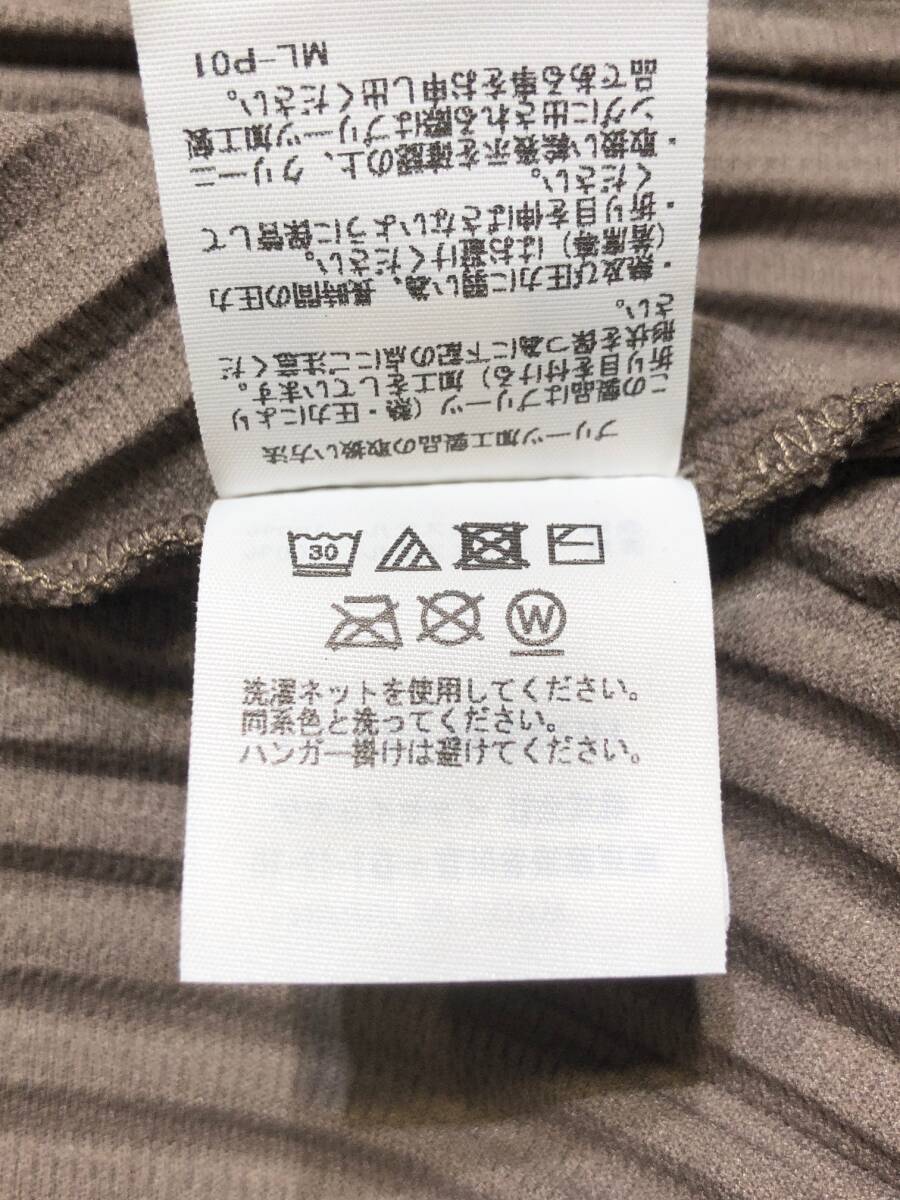 プリーツ加工製品の取扱い方法
この製品はプリーツ（熱・圧力により
折り目を付ける）加工をしています。
形状を保つ為に下記の点にご注意くだ
さい。
・熱及び圧力に弱い為、長時間の圧力
（着席等）はお避けください。
・折り目を伸ばさないように保管して
ください。
・取扱い絵表示を確認の上、クリーニ
ングに出される際はプリーツ加工製
品である事をお申し出ください。
ML-P01
30
W
洗濯ネットを使用してください。
同系色と洗ってください。
ハンガー掛けは避けてください。